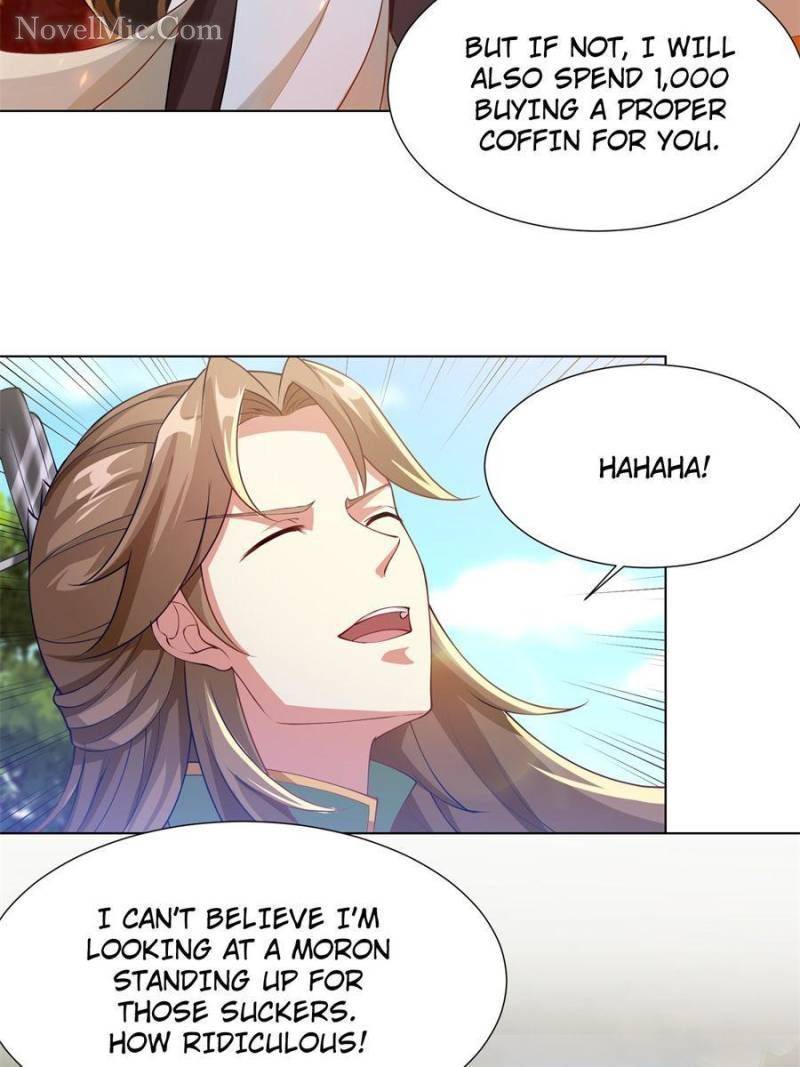 NovelMic.Com
BUT IF NOT, I WILL
ALSO SPEND 1,000
BUYING A PROPER
COFFIN FOR YOU.
HAHAHA!
I CAN'T BELIEVE I'M
LOOKING AT A MORON
STANDING UP FOR
THOSE SUCKERS.
HOW RIDICULOUS!